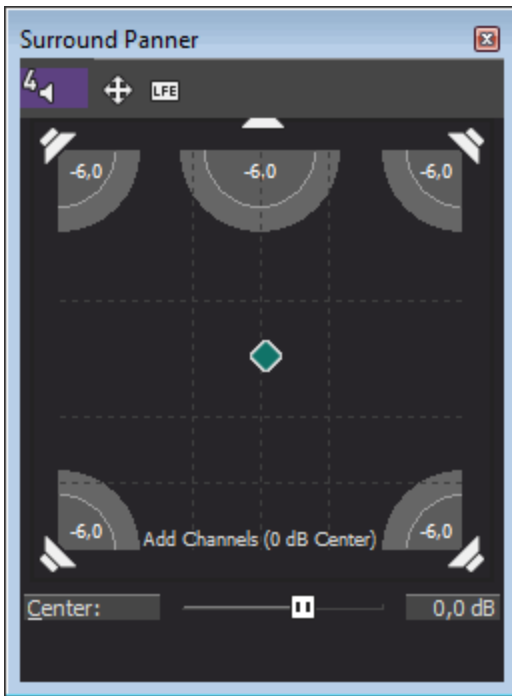 Surround Panner
4 LFE
-6,0 -6,0 -6,0
-6,0 Add Channels (0 dB Center) -6,0
Center: 0,0 dB